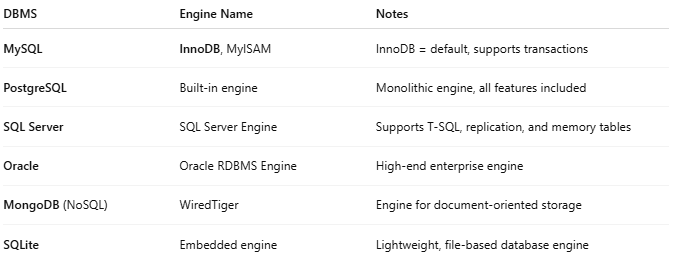 DBMS Engine Name Notes
MySQL InnoDB, MyISAM InnoDB = default, supports transactions
PostgreSQL Built-in engine Monolithic engine, all features included
SQL Server SQL Server Engine Supports T-SQL, replication, and memory tables
Oracle Oracle RDBMS Engine High-end enterprise engine
MongoDB (NoSQL) WiredTiger Engine for document-oriented storage
SQLite Embedded engine Lightweight, file-based database engine